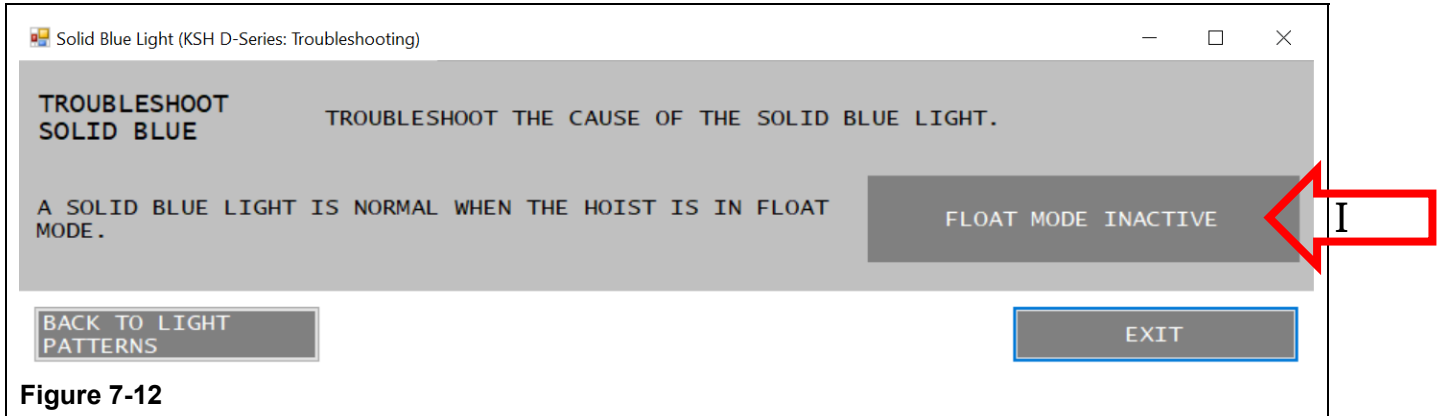 Solid Blue Light (KSH D-Series: Troubleshooting)
TROUBLESHOOT
SOLID BLUE
TROUBLESHOOT THE CAUSE OF THE SOLID BLUE LIGHT.
A SOLID BLUE LIGHT IS NORMAL WHEN THE HOIST IS IN FLOAT
MODE.
FLOAT MODE INACTIVE
I
BACK TO LIGHT
PATTERNS
EXIT
Figure 7-12